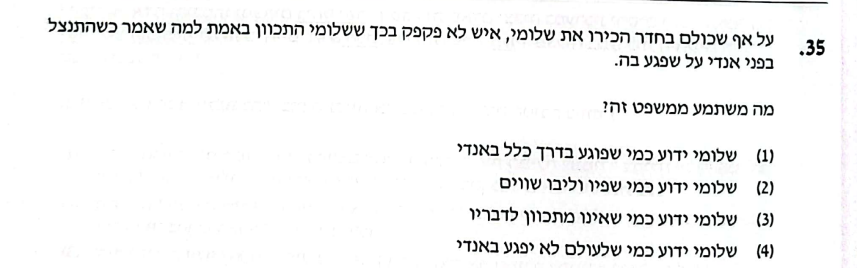 35. על אף שכולם בחדר הכירו את שלומי, איש לא פקפק בכך ששלומי התכוון באמת למה שאמר כשהתנצל
בפני אנדי על שפגע בה.
מה משתמע ממשפט זה?
(1) שלומי ידוע כמי שפוגע בדרך כלל באנדי
(2) שלומי ידוע כמי שפיו וליבו שווים
(3) שלומי ידוע כמי שאינו מתכוון לדבריו
(4) שלומי ידוע כמי שלעולם לא יפגע באנדי